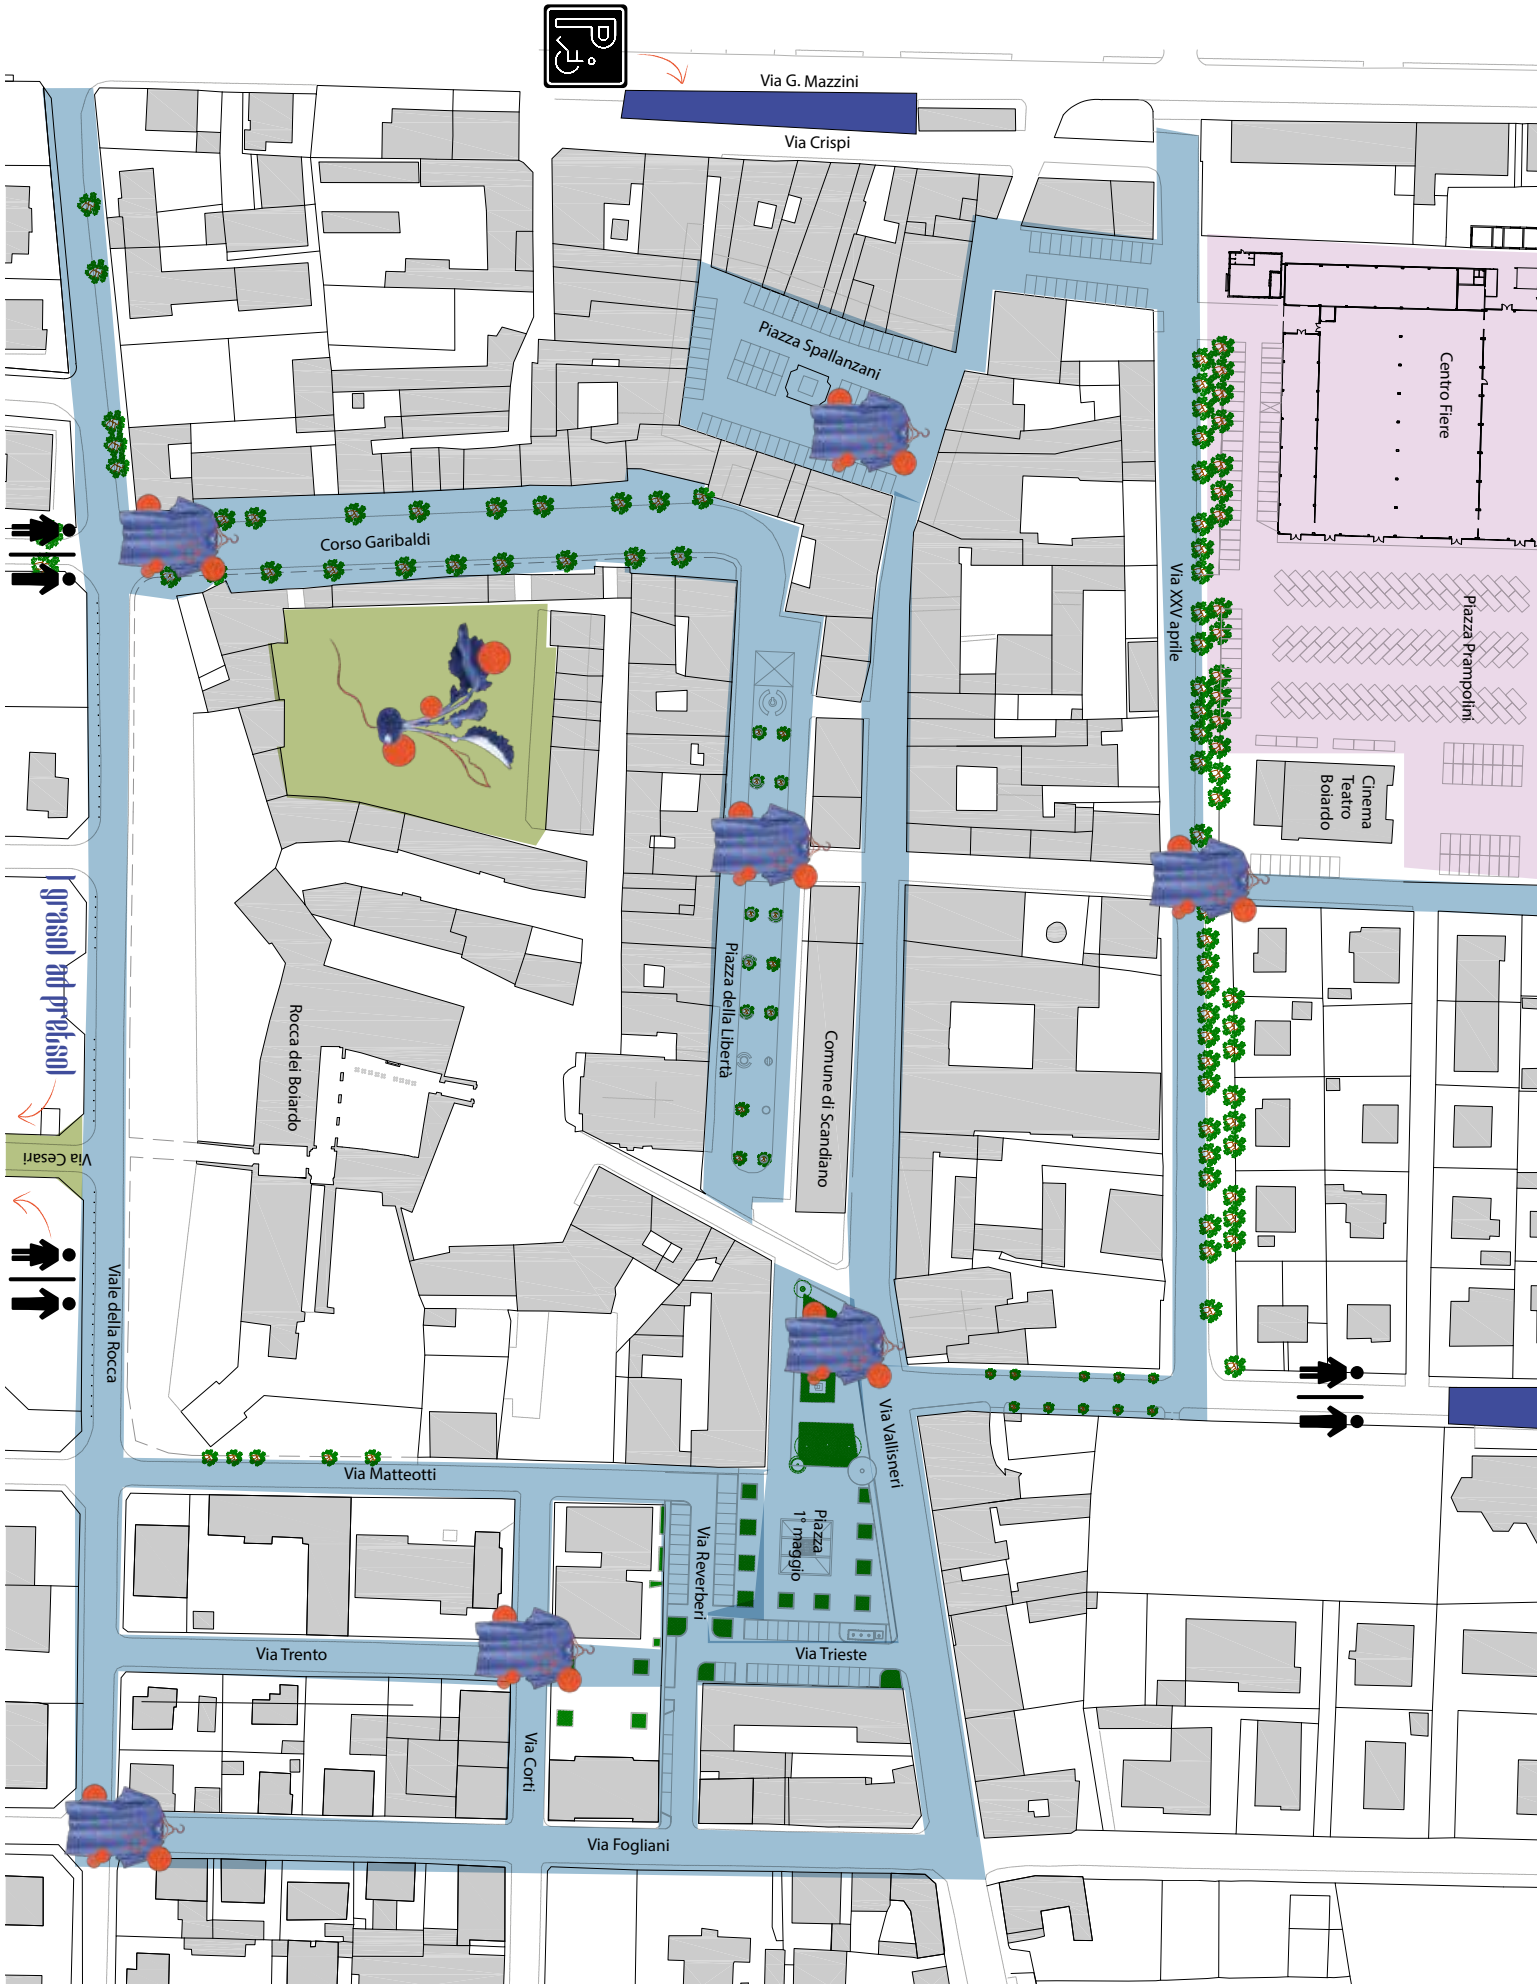 P
Via G. Mazzini
Via Crispi
Piazza Spallanzani
Centro Fiere
Corso Garibaldi
Via XXV aprile
Piazza Prampolini
Cinema
Teatro
Boiardo
I grasol ad pretsol
Piazza della Libertà
Rocca dei Boiardo
Comune di Scandiano
Via Cesari
Viale della Rocca
Via Vallisneri
Via Matteotti
Piazza
1° maggio
Via Reverberi
Via Trento
Via Trieste
Via Corti
Via Fogliani